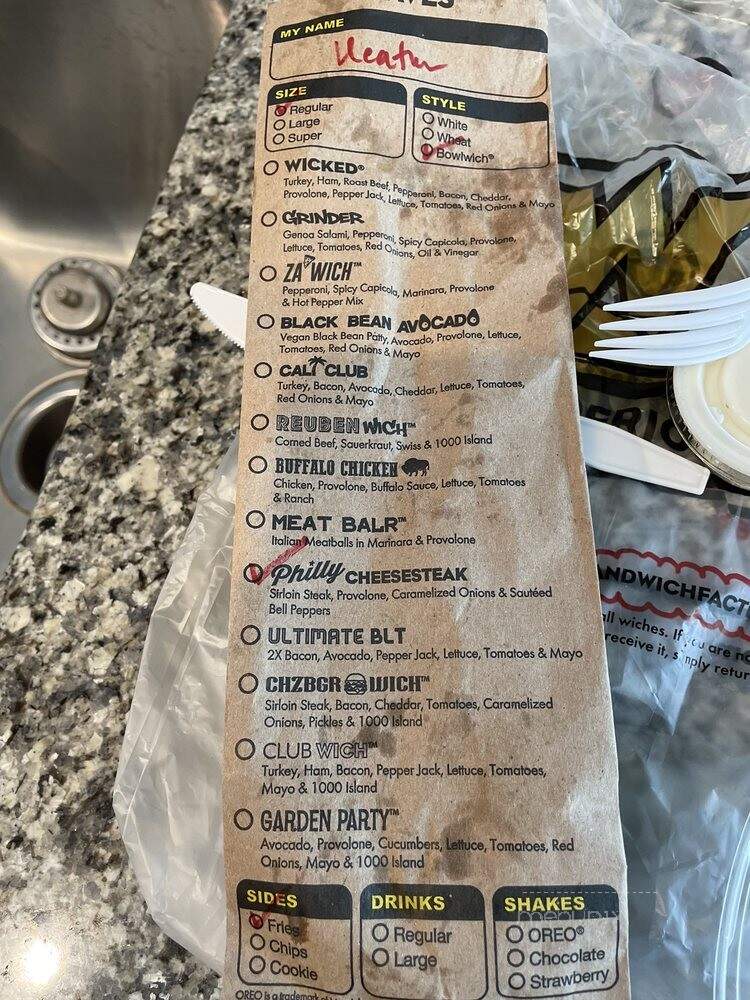 MY NAME
SIZE
Regular
Large
Super
STYLE
White
Wheat
Bowlwich®
WICKED®
Turkey, Ham, Roast Beef, Pepperoni, Bacon, Cheddar,
Provolone, Pepper Jack, Lettuce, Tomatoes, Red Onions & Mayo
GRINDER
Genoa Salami, Pepperoni, Spicy Capicola, Provolone,
Lettuce, Tomatoes, Red Onions, Oil & Vinegar
ZA'WICH™
Pepperoni, Spicy Capicola, Marinara, Provolone
& Hot Pepper Mix
BLACK BEAN AVOCADO
Vegan Black Bean Patty, Avocado, Provolone, Lettuce,
Tomatoes, Red Onions & Mayo
CALI CLUB
Turkey, Bacon, Avocado, Cheddar, Lettuce, Tomatoes,
Red Onions & Mayo
REUBEN WICH™
Corned Beef, Sauerkraut, Swiss & 1000 Island
BUFFALO CHICKEN
Chicken, Provolone, Buffalo Sauce, Lettuce, Tomatoes
& Ranch
MEAT BALR™
Italian Meatballs in Marinara & Provolone
Philly CHEESESTEAK
Sirloin Steak, Provolone, Caramelized Onions & Sautéed
Bell Peppers
ULTIMATE BLT
2X Bacon, Avocado, Pepper Jack, Lettuce, Tomatoes & Mayo
CHZBGR WICH™
Sirloin Steak, Bacon, Cheddar, Tomatoes, Caramelized
Onions, Pickles & 1000 Island
CLUB WICH™
Turkey, Ham, Bacon, Pepper Jack, Lettuce, Tomatoes,
Mayo & 1000 Island
GARDEN PARTY™
Avocado, Provolone, Cucumbers, Lettuce, Tomatoes, Red
Onions, Mayo & 1000 Island
SIDES
Fries
Chips
Cookie
DRINKS
Regular
Large
SHAKES
OREO®
Chocolate
Strawberry
OREO is a trademark of
ANDWICHFACT
all wiches. If you are no
receive it, simply retur